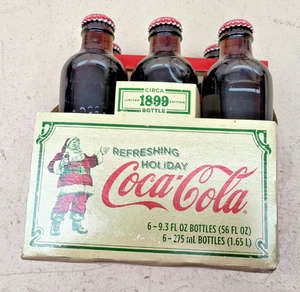 CIRCA
LIMITED 1899 EDITION
BOTTLE
REFRESHING
HOLIDAY
Coca-Cola
6 – 9.3 FL OZ BOTTLES (56 FL OZ)
6 – 275 mL BOTTLES (1.65 L)